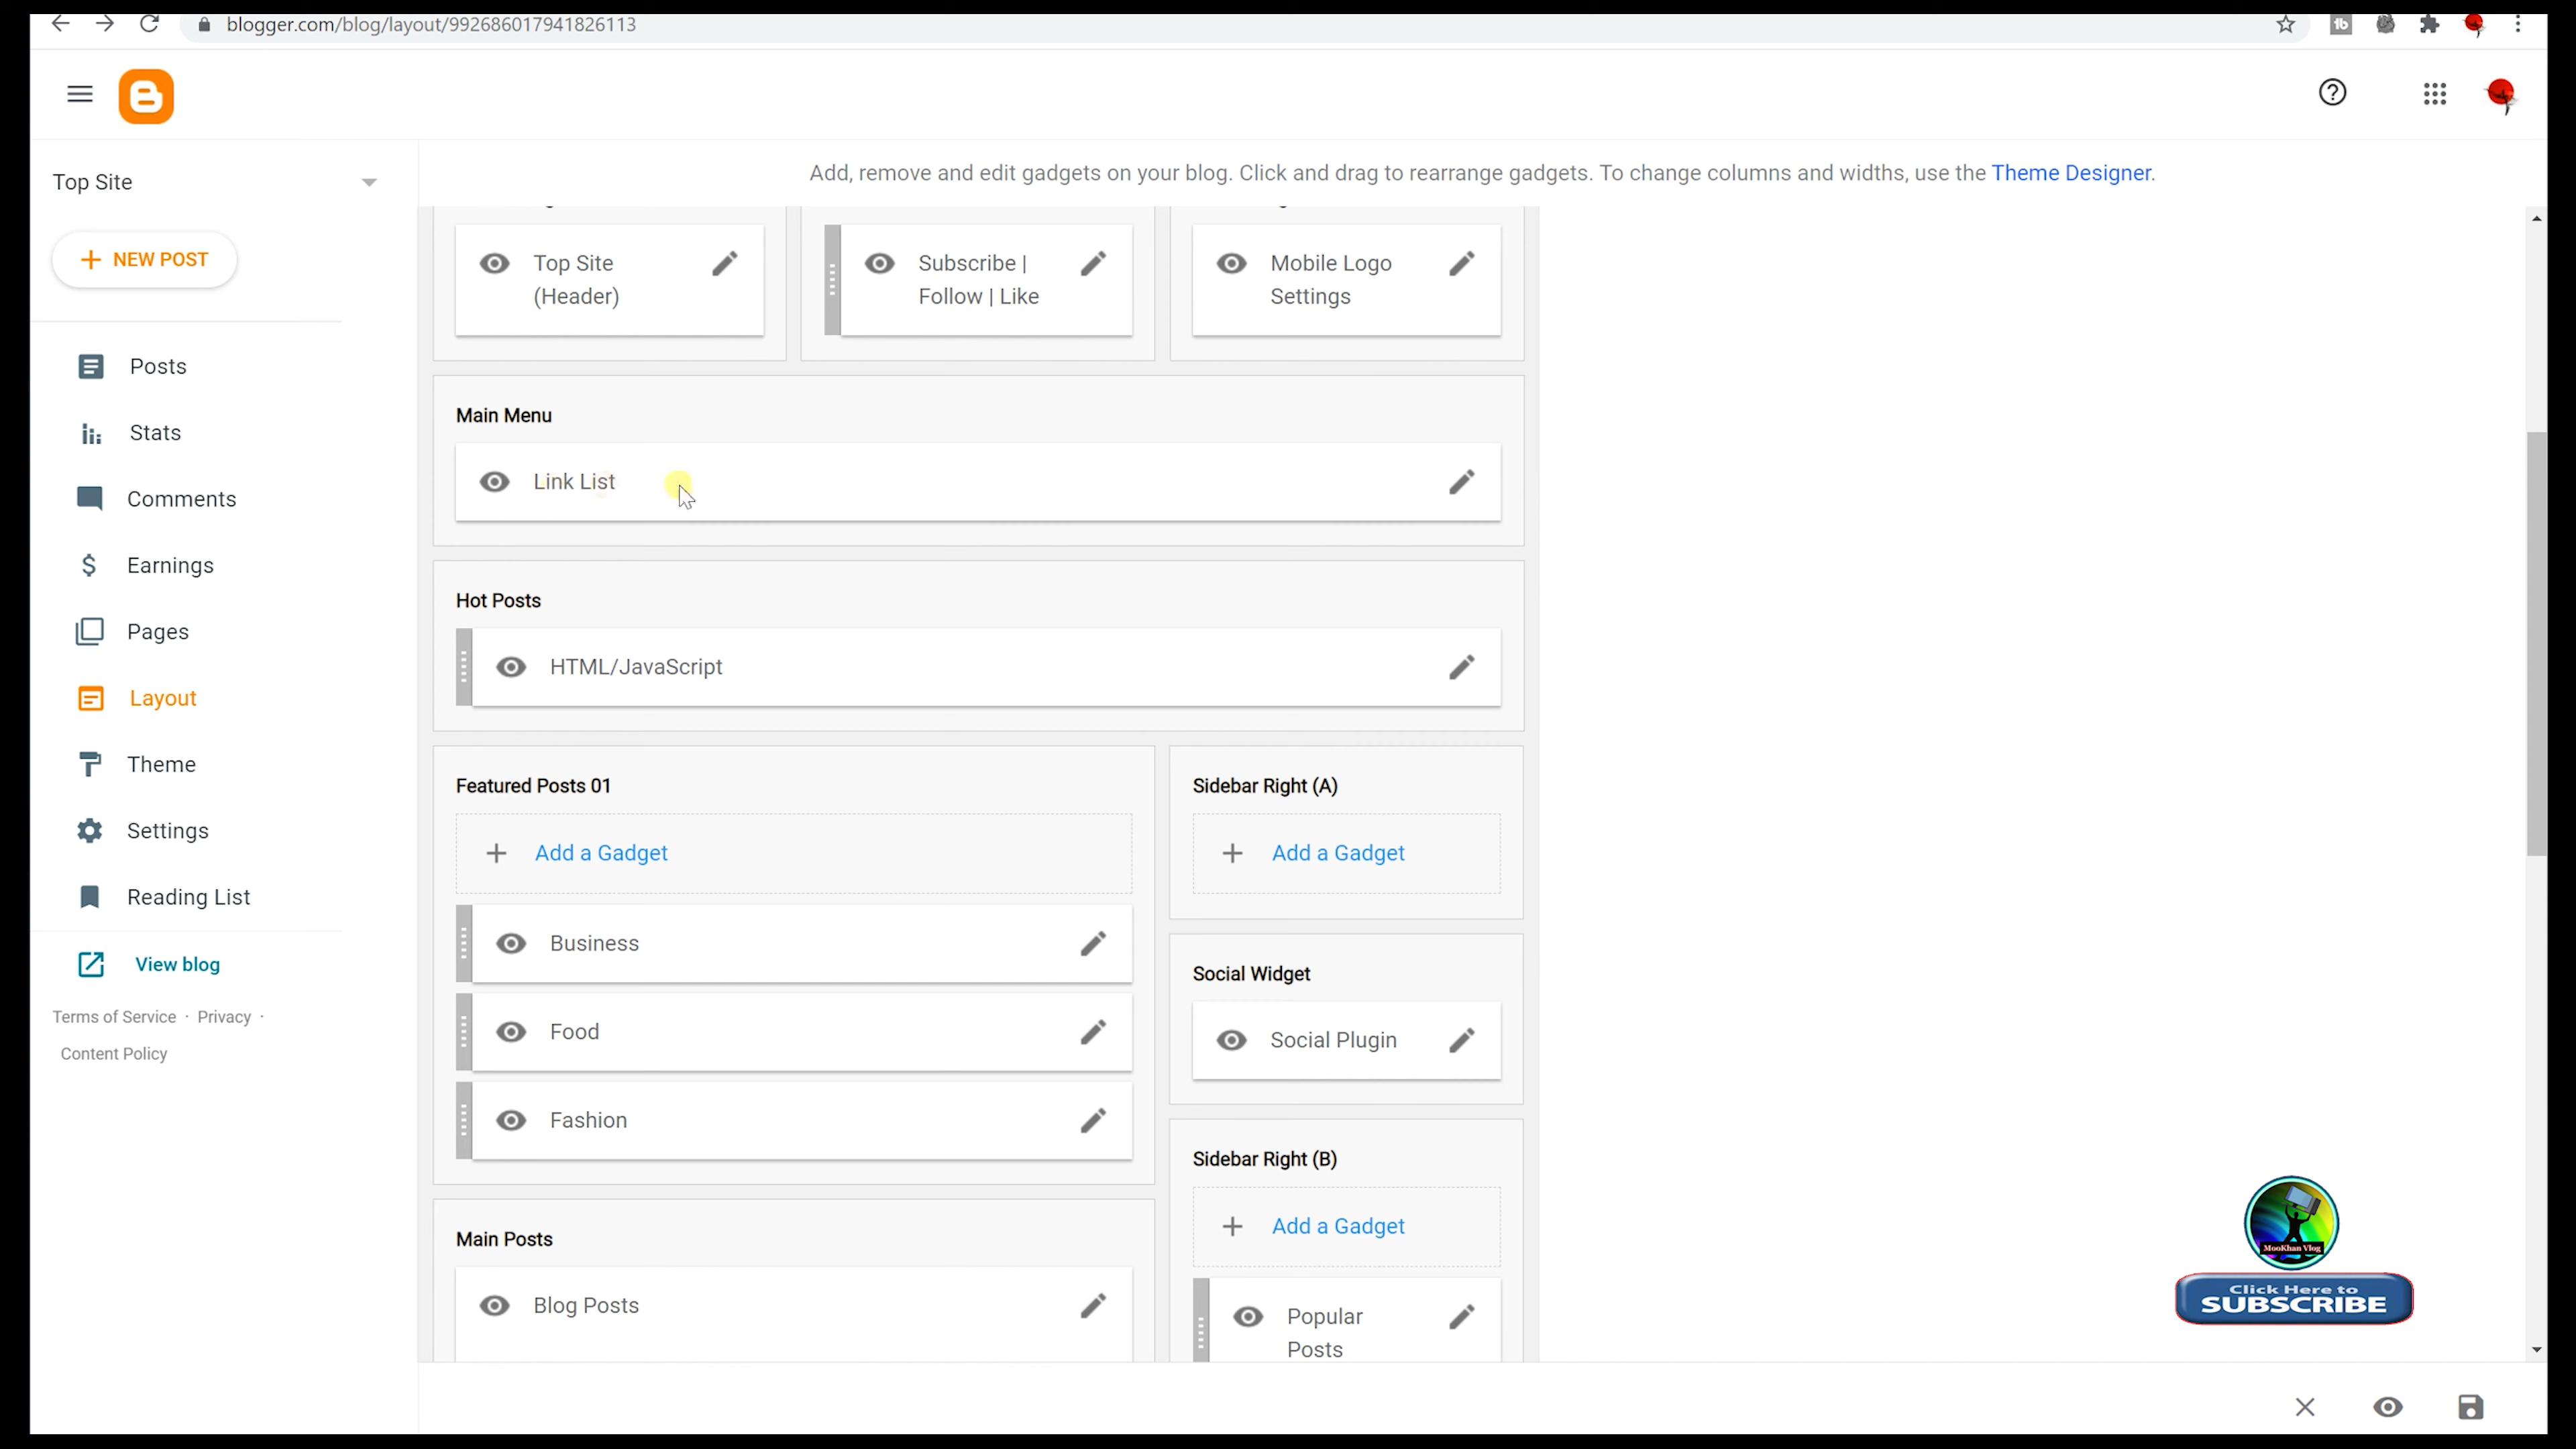 blogger.com/blog/layout/992686017941826113
Top Site
NEW POST
Posts
Stats
Comments
Earnings
Pages
Layout
Theme
Settings
Reading List
View blog
Terms of Service · Privacy ·
Content Policy
Add, remove and edit gadgets on your blog. Click and drag to rearrange gadgets. To change columns and widths, use the Theme Designer.
Top Site
(Header)
Subscribe |
Follow | Like
Mobile Logo
Settings
Main Menu
Link List
Hot Posts
HTML/JavaScript
Featured Posts 01
Add a Gadget
Business
Food
Fashion
Main Posts
Blog Posts
Sidebar Right (A)
Add a Gadget
Social Widget
Social Plugin
Sidebar Right (B)
Add a Gadget
Popular
Posts
MooKhan Vlog
Click Here to
SUBSCRIBE